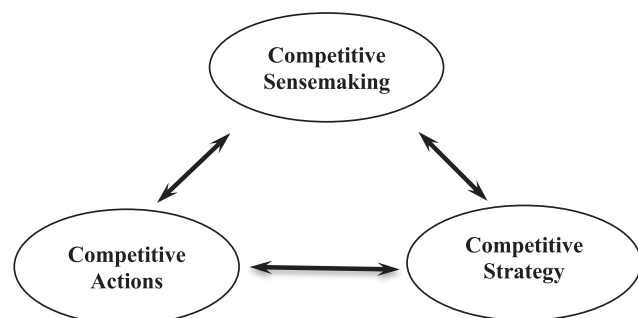 Competitive
Sensemaking
Competitive
Actions
Competitive
Strategy